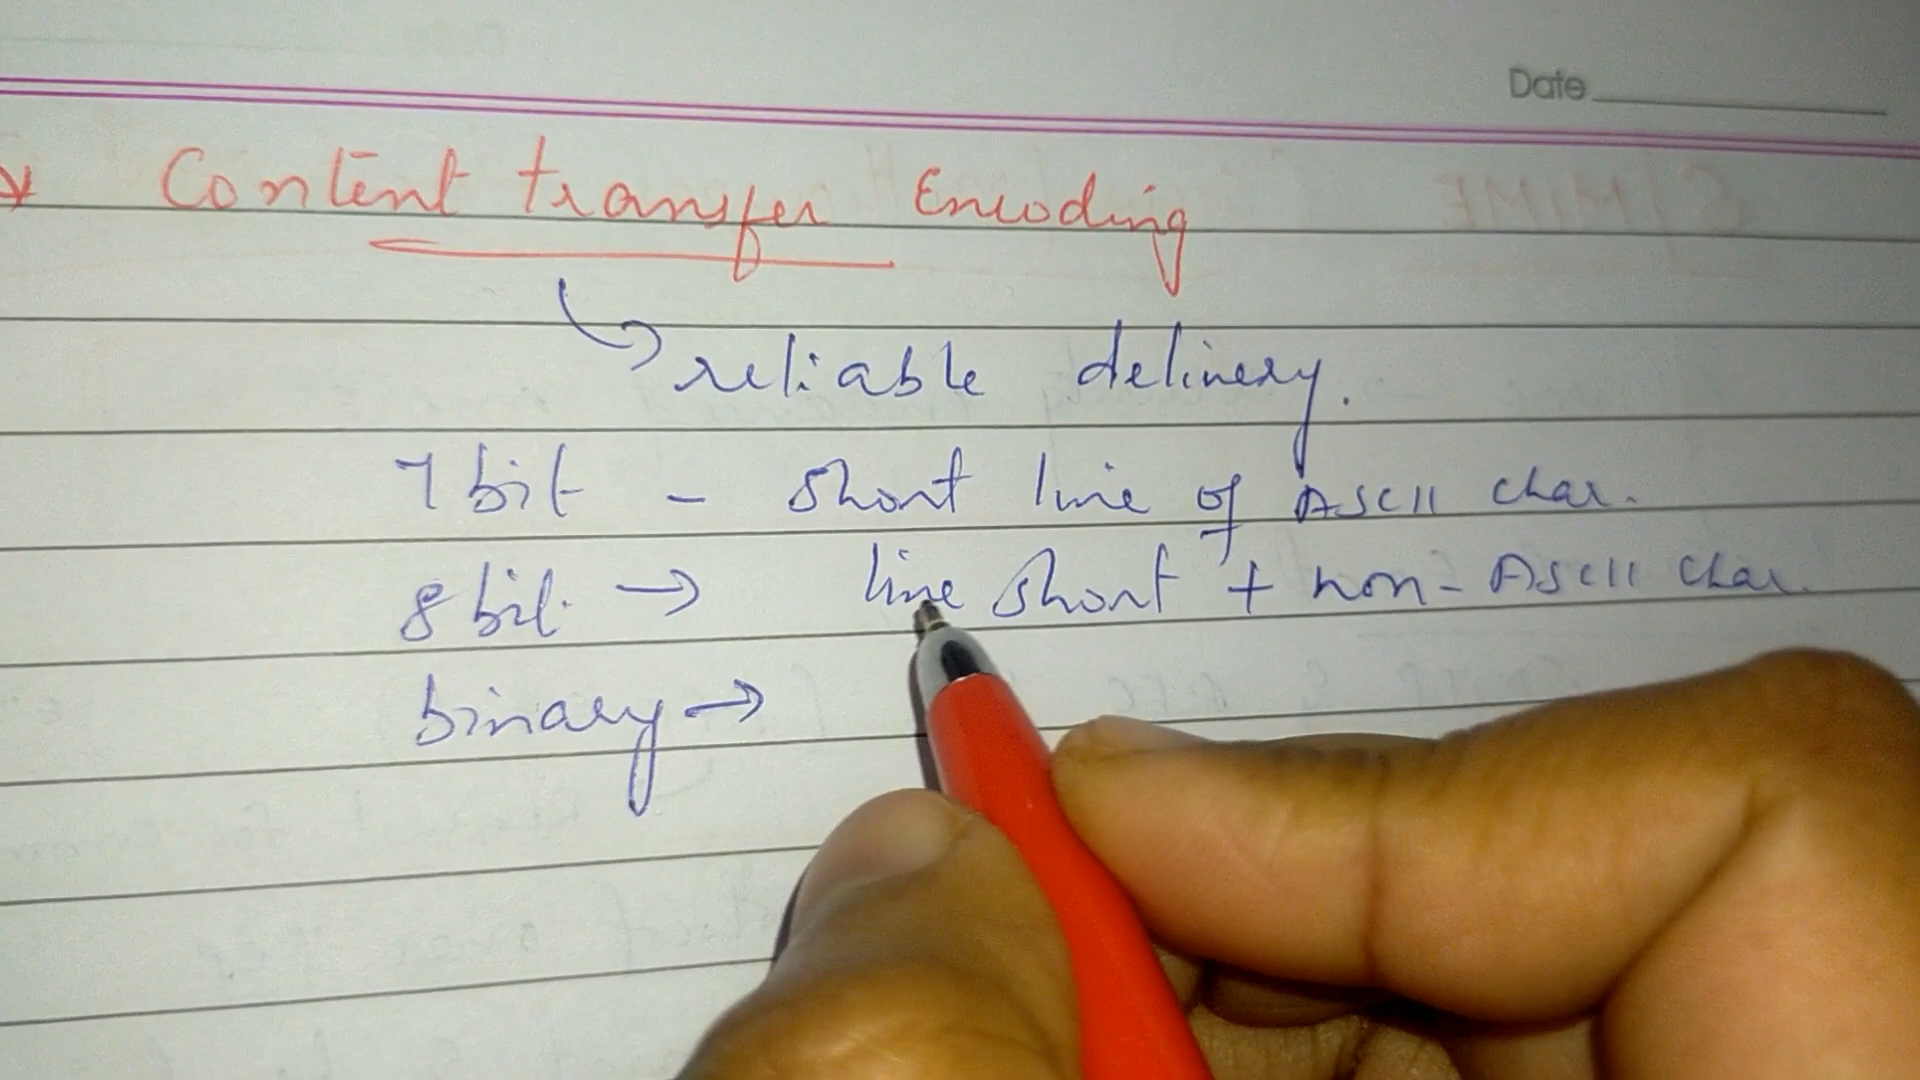 Date
* Content transfer Encoding
reliable delivery.
7 bit - short line of ASCII char.
8 bit. → line short + non-ASCII char.
binary →